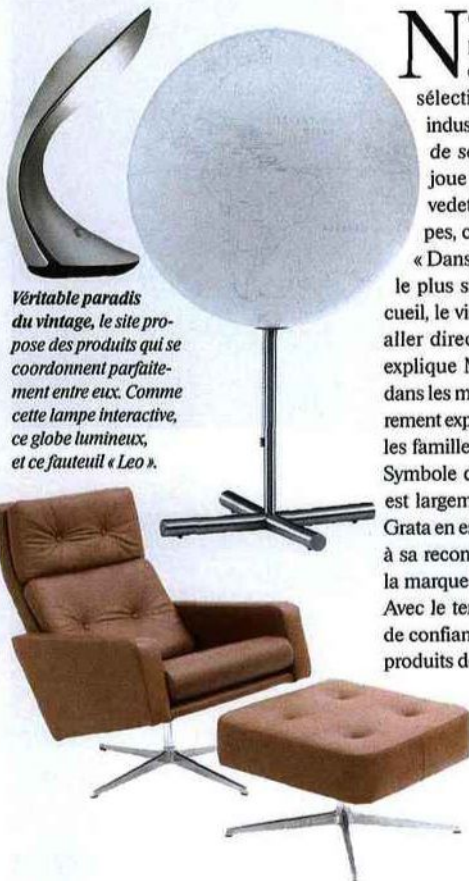 Véritable paradis
du vintage, le site pro-
pose des produits qui se
coordonnent parfaite-
ment entre eux. Comme
cette lampe interactive,
ce globe lumineux,
et ce fauteuil « Leo ».
N
sélecti
indus
de se
joue
vedet
pes, c
« Dans
le plus s
cueil, le vi
aller direc
explique N
dans les m
rement exp
les famille
Symbole d
est largem
Grata en es
à sa recon
la marque
Avec le ter
de confian
produits d